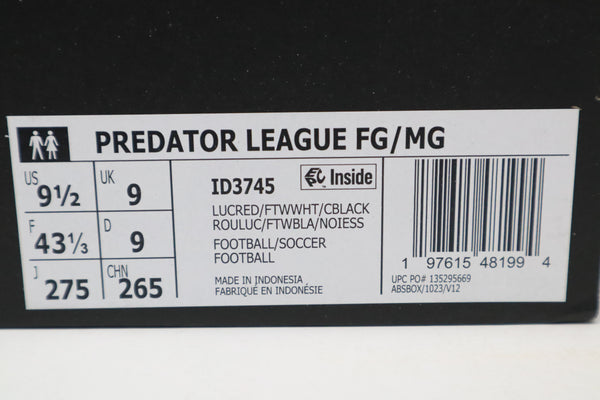 PREDATOR LEAGUE FG/MG
US 9½ UK 9
F 43⅓ D 9
J 275 CHN 265
ID3745 Inside
LUCRED/FTWWHT/CBLACK
ROULUC/FTWBLA/NOIESS
FOOTBALL/SOCCER
FOOTBALL
MADE IN INDONESIA
FABRIQUÉ EN INDONÉSIE
1 97615 48199 4
UPC PO# 135295669
ABSBOX/1023/V12